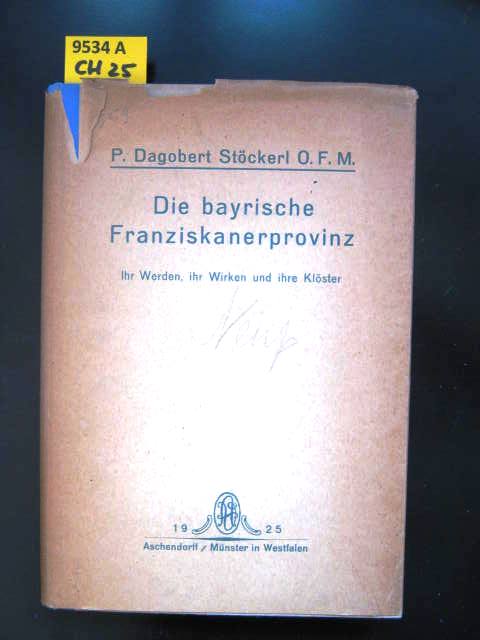 9534 A
CH 25
P. Dagobert Stöckerl O. F. M.
Die bayrische
Franziskanerprovinz
Ihr Werden, ihr Wirken und ihre Klöster
19 25
Aschendorff / Münster in Westfalen